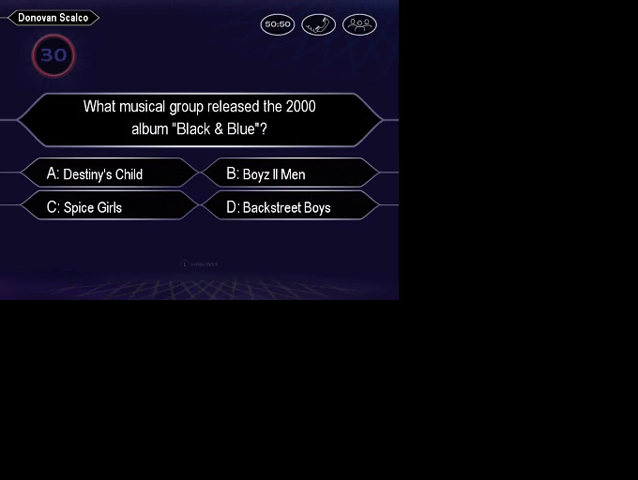 Donovan Scalco
50:50
30
What musical group released the 2000
album "Black & Blue"?
A: Destiny's Child
B: Boyz II Men
C: Spice Girls
D: Backstreet Boys